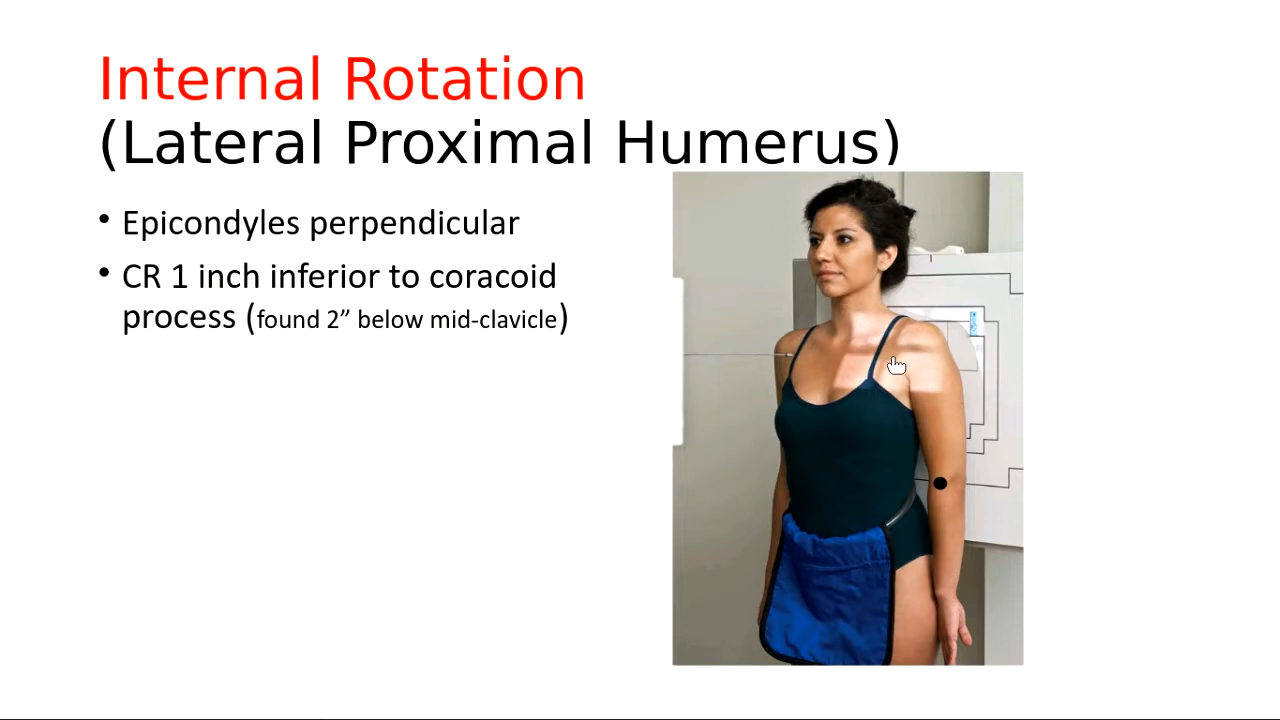 Internal Rotation
(Lateral Proximal Humerus)
• Epicondyles perpendicular
• CR 1 inch inferior to coracoid
process (found 2” below mid-clavicle)